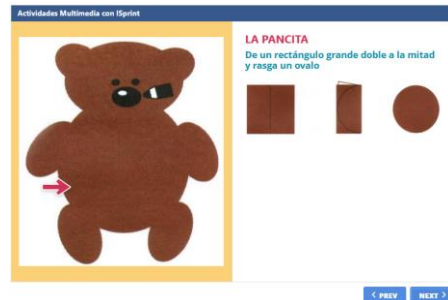 Actividades Multimedia con ISprint
LA PANCITA
De un rectángulo grande doble a la mitad
y rasga un ovalo
< PREV
NEXT >